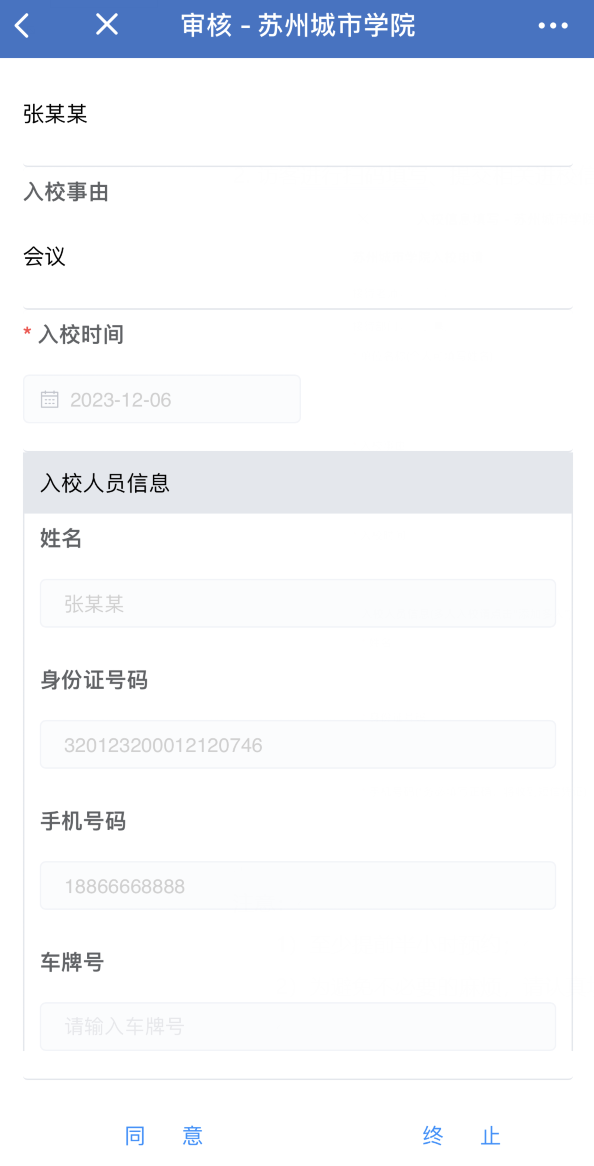 审核 - 苏州城市学院
张某某
入校事由
会议
* 入校时间
2023-12-06
入校人员信息
姓名
张某某
身份证号码
320123200012120746
手机号码
18866668888
车牌号
请输入车牌号
同 意 终 止